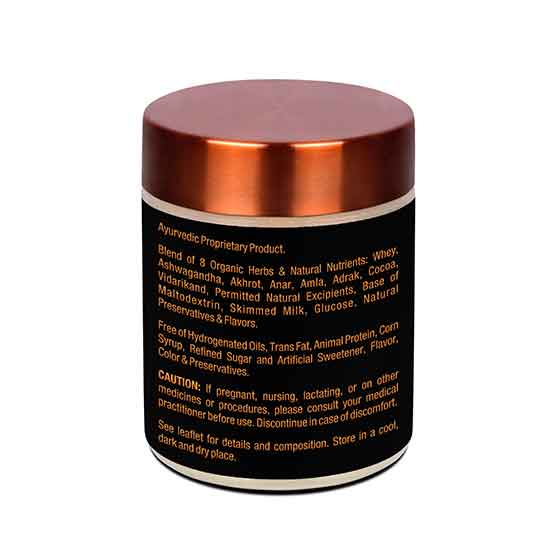 Ayurvedic Proprietary Product.
Blend of 8 Organic Herbs & Natural Nutrients: Whey,
Ashwagandha, Akhrot, Anar, Amla, Adrak, Cocoa,
Vidarikand, Permitted Natural Excipients, Base of
Maltodextrin, Skimmed Milk, Glucose, Natural
Preservatives & Flavors.
Free of Hydrogenated Oils, Trans Fat, Animal Protein, Corn
Syrup, Refined Sugar and Artificial Sweetener, Flavor,
Color & Preservatives.
CAUTION: If pregnant, nursing, lactating, or on other
medicines or procedures, please consult your medical
practitioner before use. Discontinue in case of discomfort.
See leaflet for details and composition. Store in a cool,
dark and dry place.